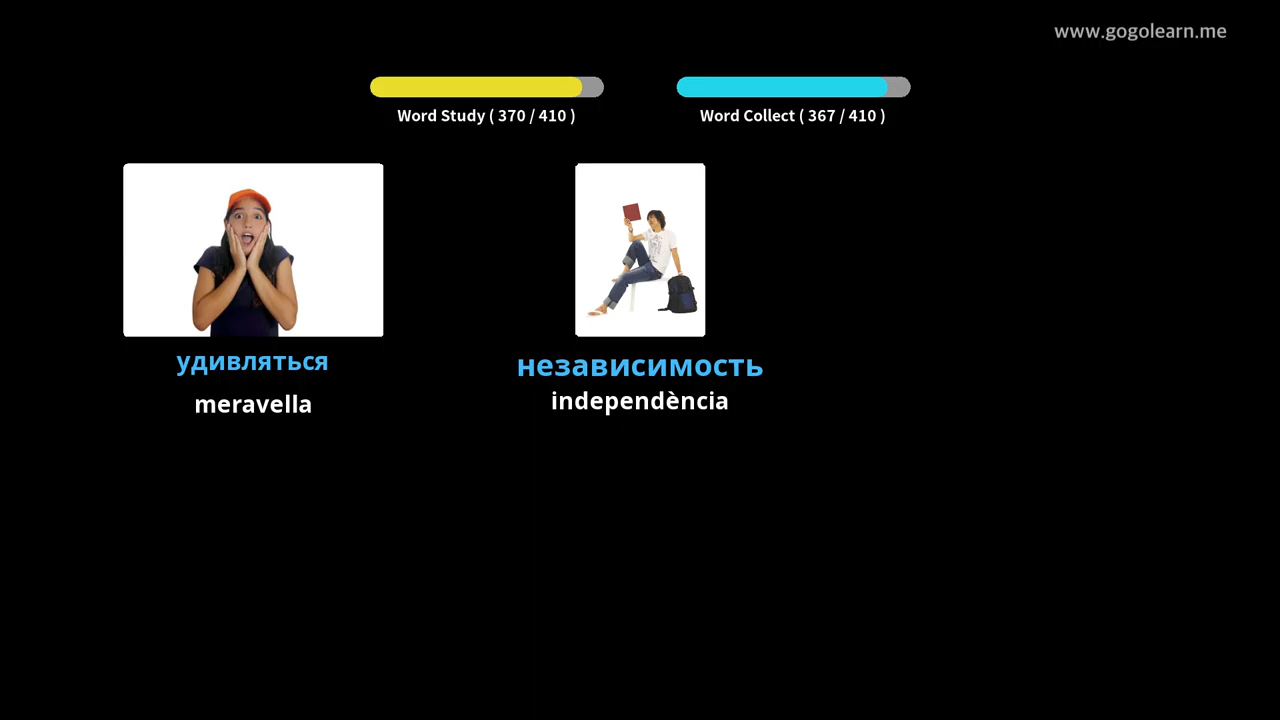 www.gogolearn.me
Word Study ( 370 / 410 )
Word Collect ( 367 / 410 )
удивляться
meravella
независимость
independència